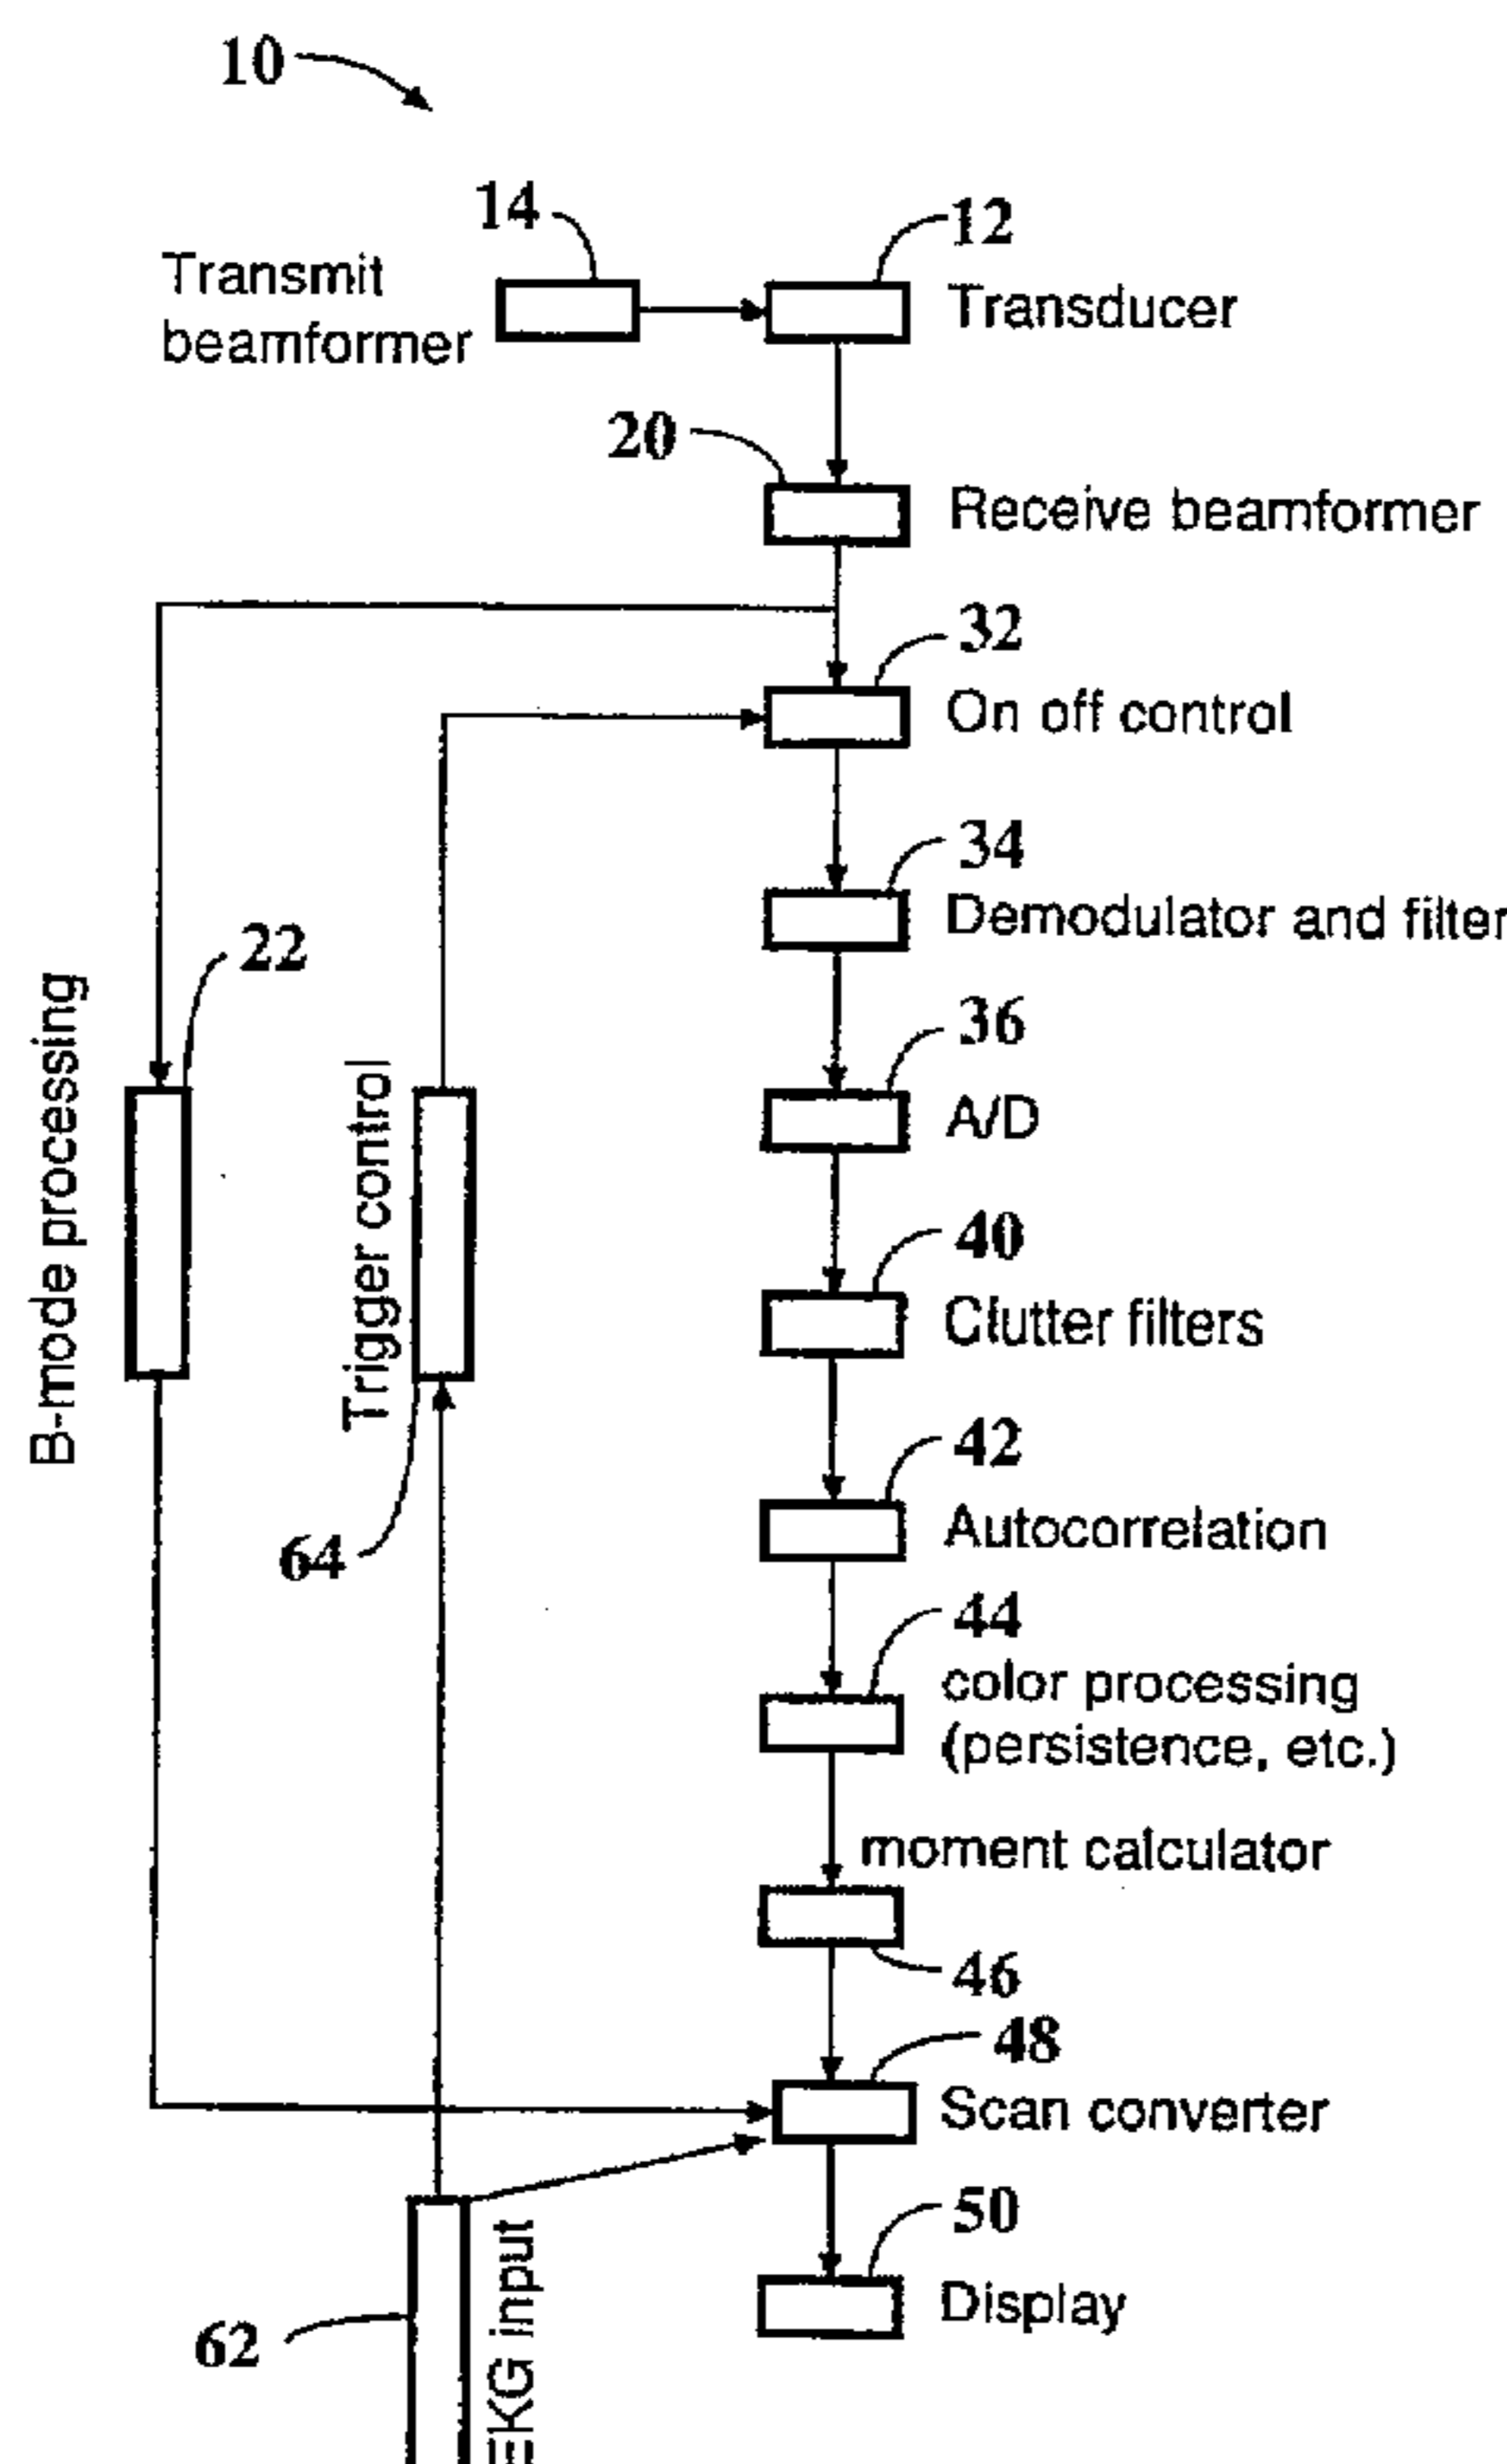 10
14
12
Transmit
beamformer
Transducer
20
Receive beamformer
32
On off control
34
Demodulator and filter
22
B-mode processing
36
A/D
Trigger control
64
40
Clutter filters
42
Autocorrelation
44
color processing
(persistence, etc.)
moment calculator
46
48
Scan converter
50
Display
62
EKG input